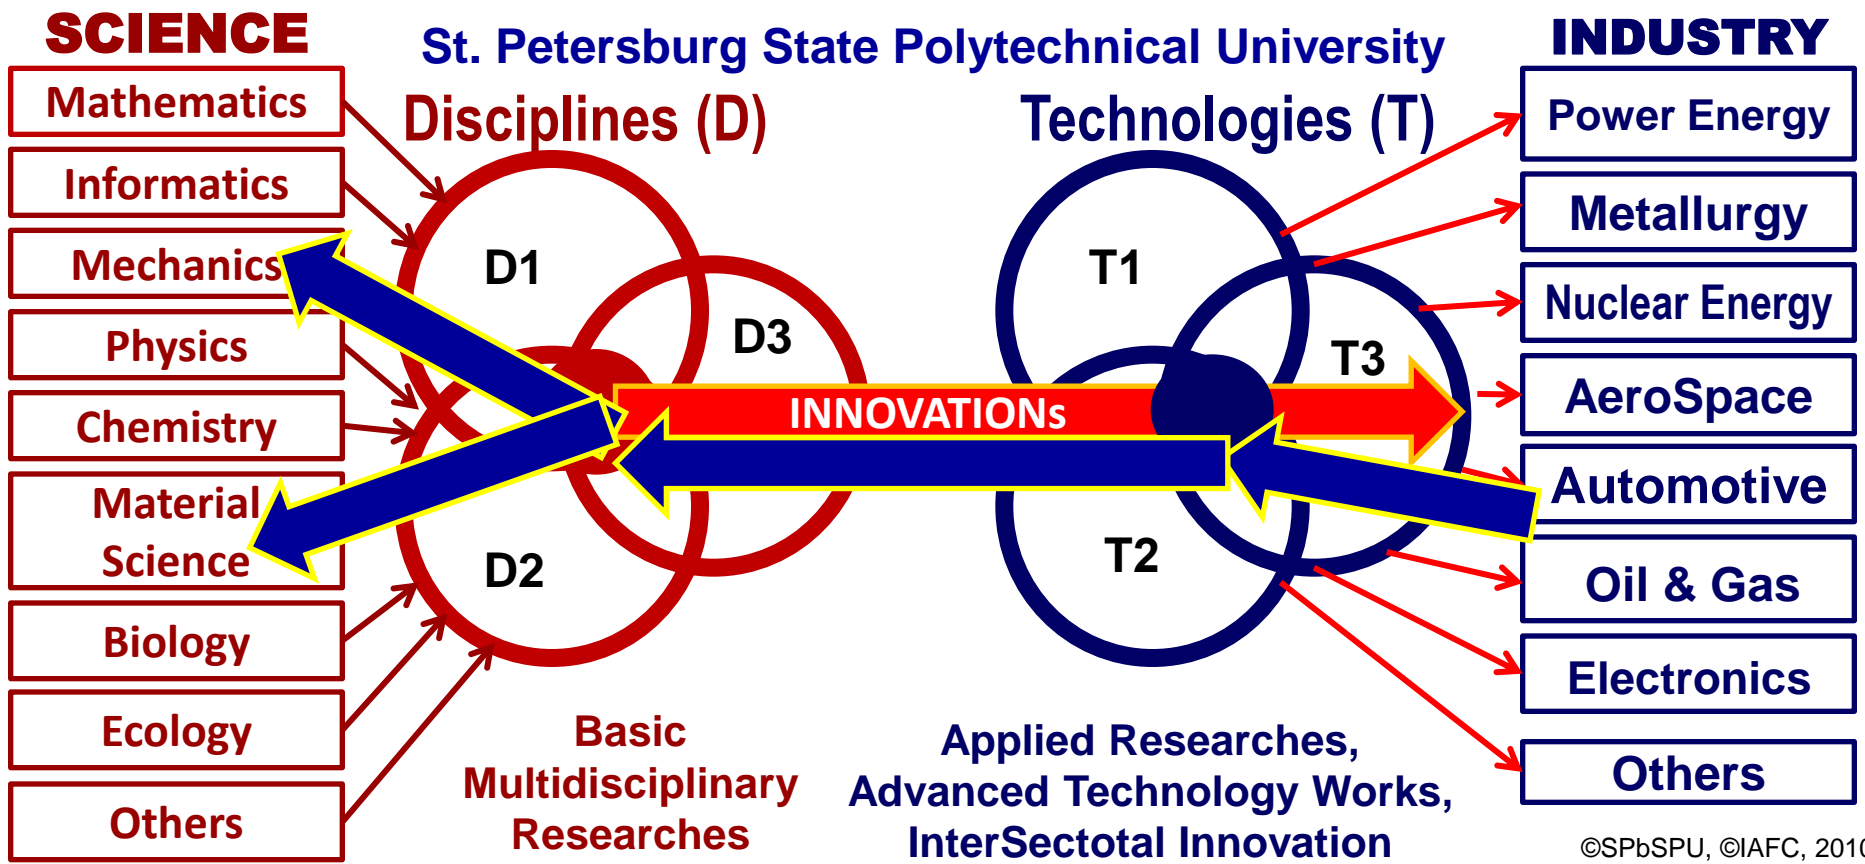 SCIENCE
St. Petersburg State Polytechnical University
INDUSTRY
Disciplines (D)
Technologies (T)
Mathematics
Informatics
Mechanics
Physics
Chemistry
Material
Science
Biology
Ecology
Others
D1
D3
D2
INNOVATIONs
T1
T3
T2
Power Energy
Metallurgy
Nuclear Energy
AeroSpace
Automotive
Oil & Gas
Electronics
Others
Basic
Multidisciplinary
Researches
Applied Researches,
Advanced Technology Works,
InterSectotal Innovation
©SPbSPU, ©IAFC, 2010